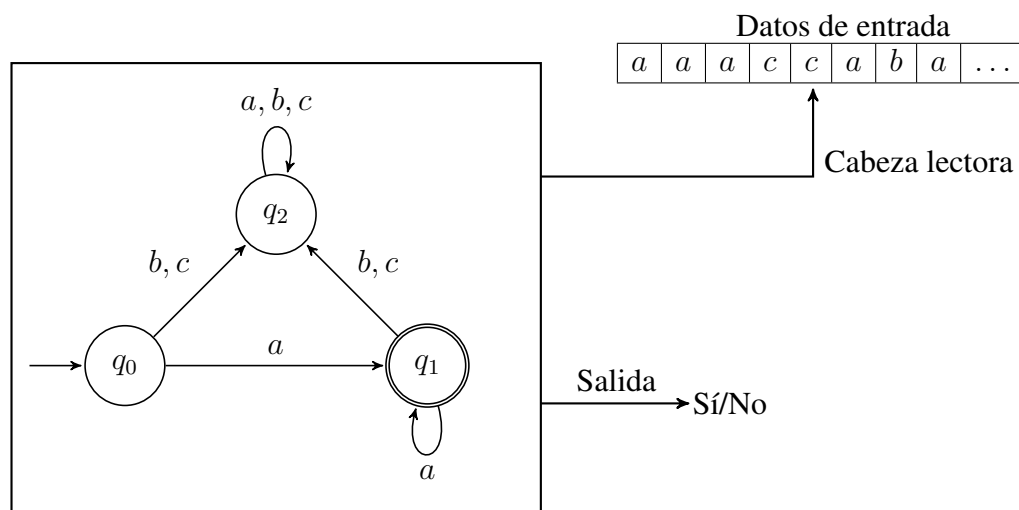 Datos de entrada
a a a c c a b a ...
a, b, c
Cabeza lectora
q2
b, c b, c
q0 a q1
Salida
Sí/No
a